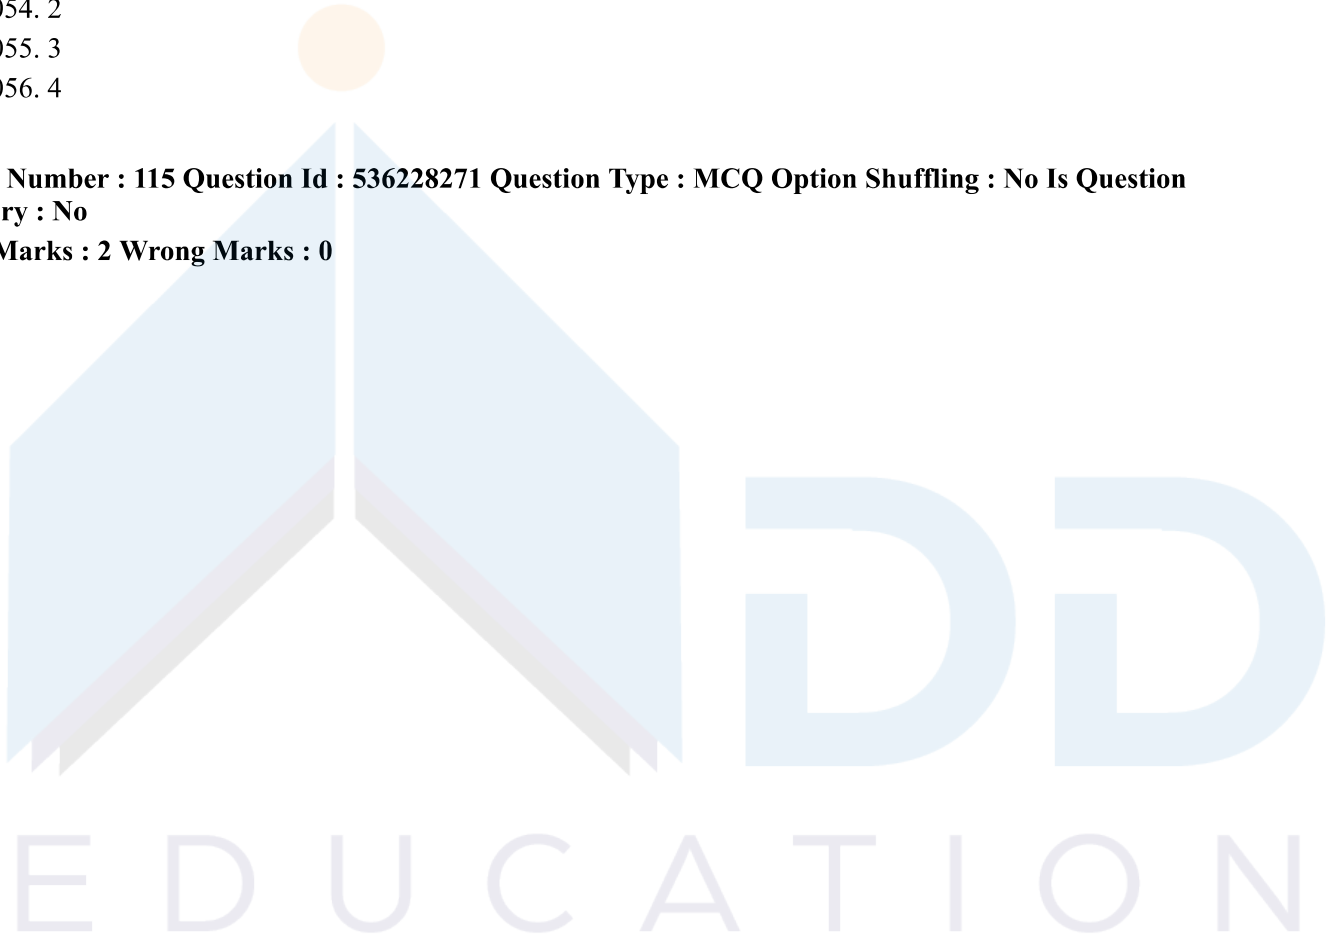 054. 2
055. 3
056. 4
Number : 115 Question Id : 536228271 Question Type : MCQ Option Shuffling : No Is Question
ry : No
Marks : 2 Wrong Marks : 0
DD
EDUCATION